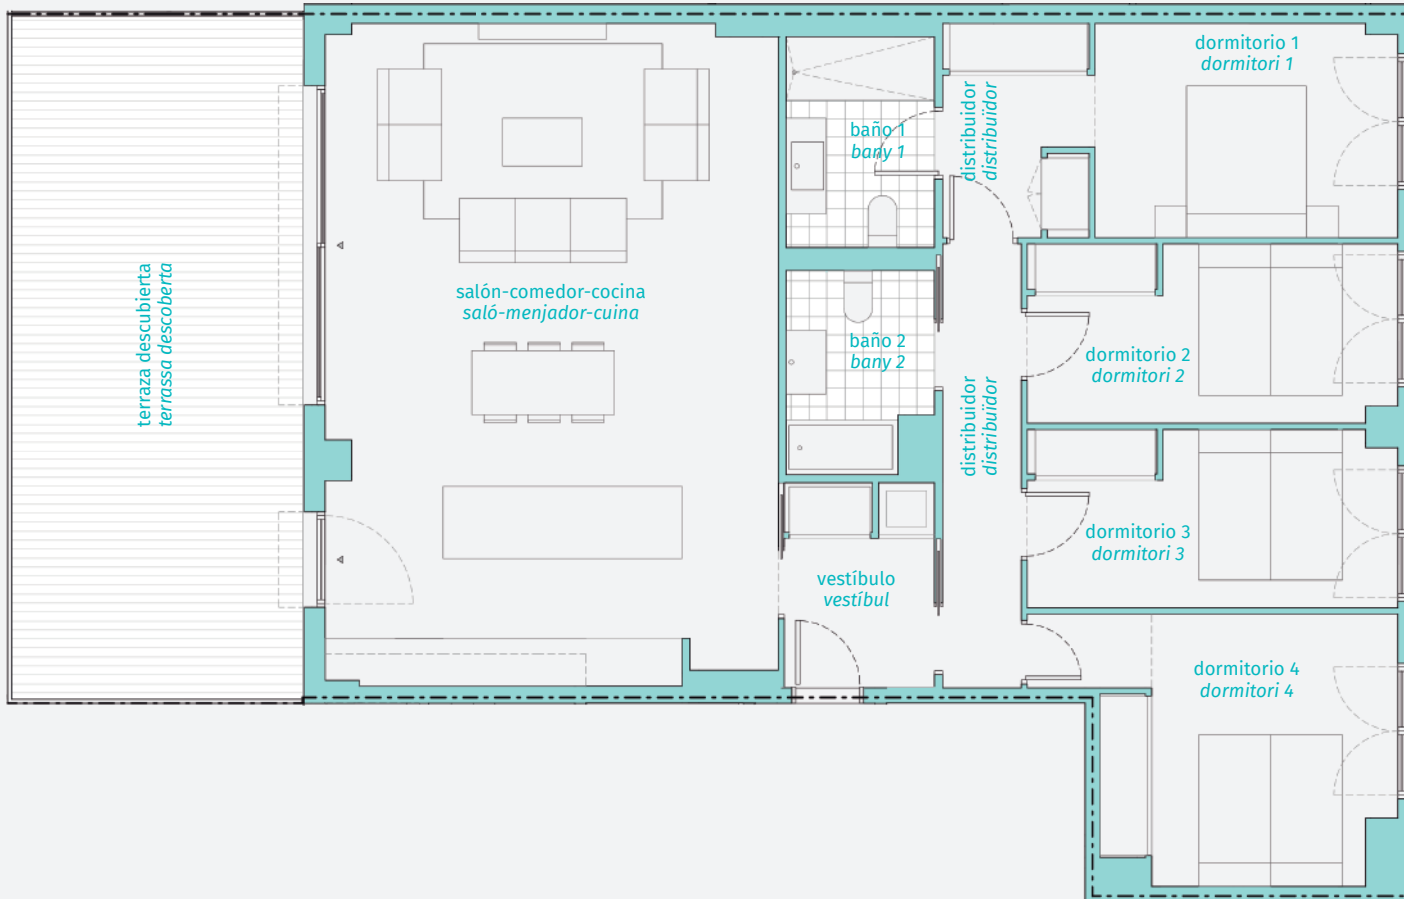 dormitorio 1
dormitori 1
distribuidor
distribuïdor
baño 1
bany 1
terraza descubierta
terrassa descoberta
salón-comedor-cocina
saló-menjador-cuina
baño 2
bany 2
dormitorio 2
dormitori 2
distribuidor
distribuïdor
dormitorio 3
dormitori 3
vestíbulo
vestíbul
dormitorio 4
dormitori 4